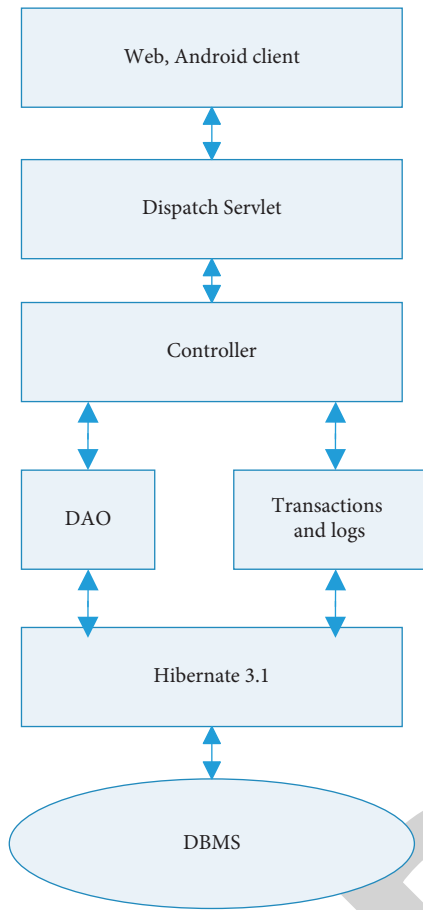 Web, Android client
Dispatch Servlet
Controller
DAO
Transactions
and logs
Hibernate 3.1
DBMS